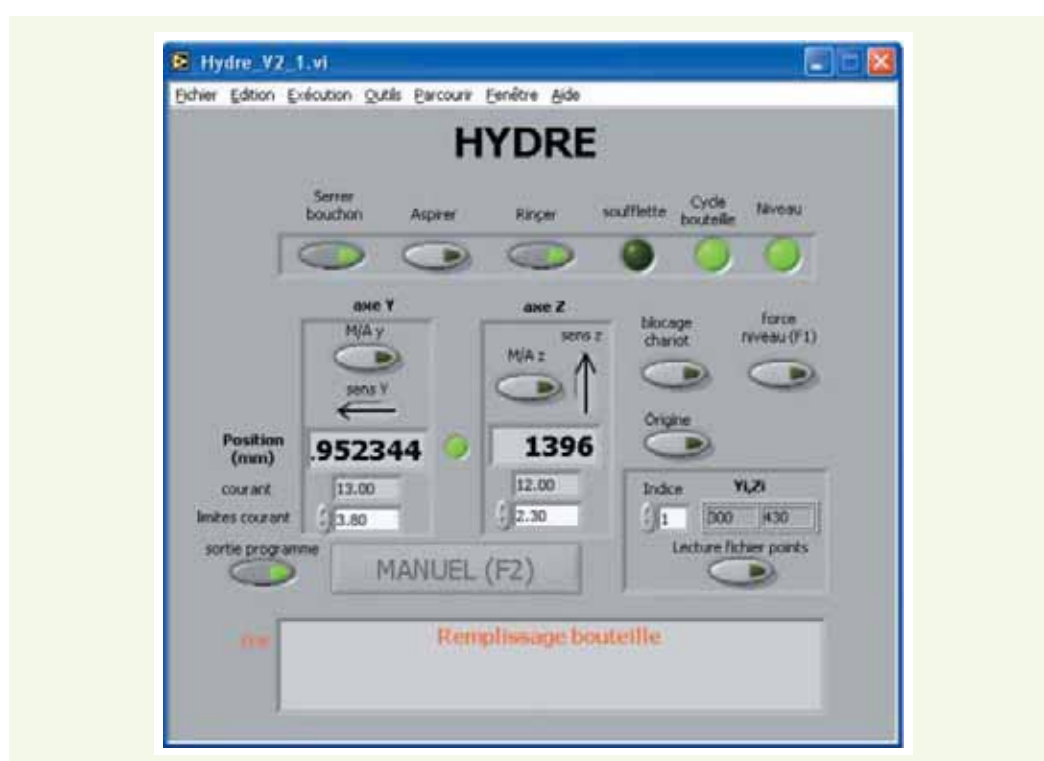 Hydre_V2_1.vi
Fichier Edition Exécution Outils Parcourir Fenêtre Aide
HYDRE
Serrer bouchon
Aspirer
Rinçer
soufflette
Cycle bouteille
Niveau
axe Y
M/A y
sens Y
axe Z
M/A z
sens z
blocage chariot
force niveau (F1)
Origine
Position (mm)
.952344
1396
courant
13.00
12.00
limites courant
3.80
2.30
Indice
Yi,Zi
1
300
430
Lecture fichier points
sortie programme
MANUEL (F2)
Remplissage bouteille